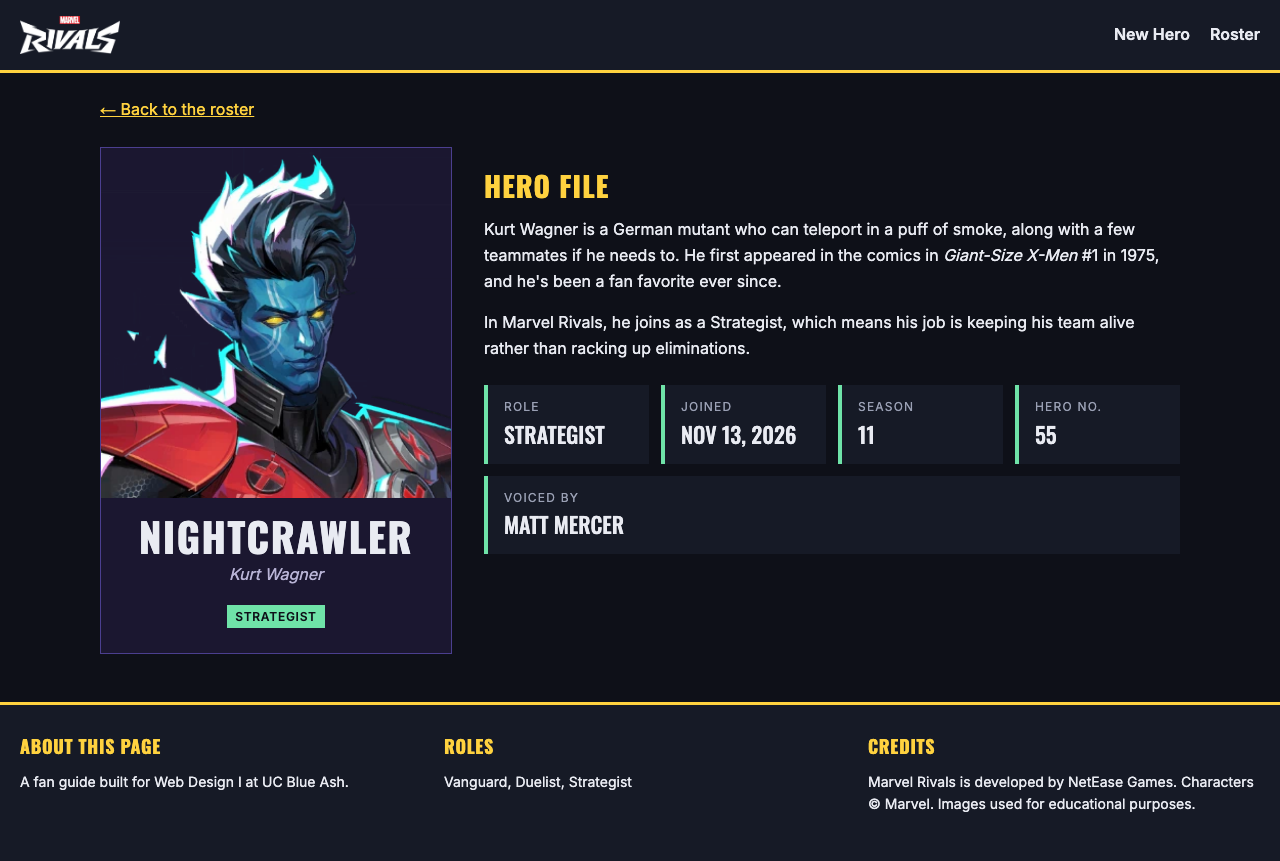 MARVEL
RIVALS
New Hero
Roster
← Back to the roster
NIGHTCRAWLER
Kurt Wagner
STRATEGIST
HERO FILE
Kurt Wagner is a German mutant who can teleport in a puff of smoke, along with a few
teammates if he needs to. He first appeared in the comics in Giant-Size X-Men #1 in 1975,
and he's been a fan favorite ever since.
In Marvel Rivals, he joins as a Strategist, which means his job is keeping his team alive
rather than racking up eliminations.
ROLE
STRATEGIST
JOINED
NOV 13, 2026
SEASON
11
HERO NO.
55
VOICED BY
MATT MERCER
ABOUT THIS PAGE
A fan guide built for Web Design I at UC Blue Ash.
ROLES
Vanguard, Duelist, Strategist
CREDITS
Marvel Rivals is developed by NetEase Games. Characters
© Marvel. Images used for educational purposes.